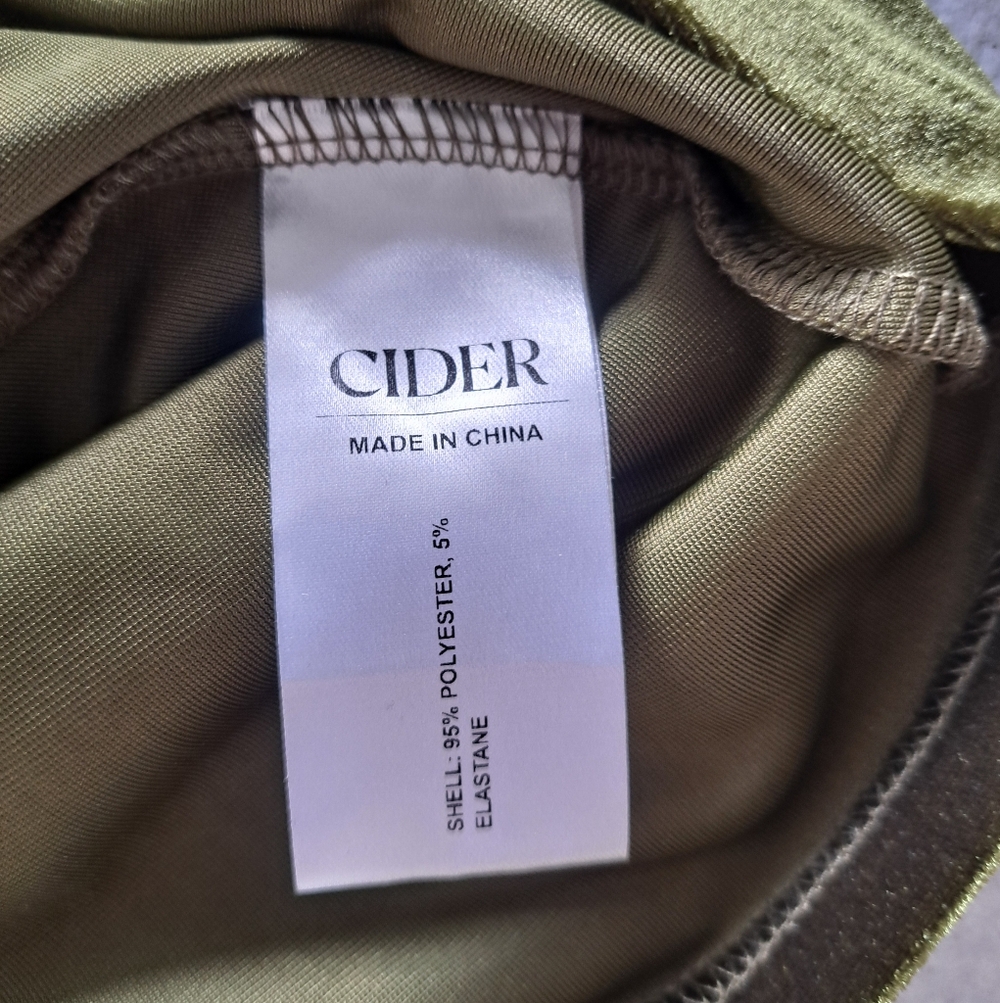 CIDER
MADE IN CHINA
SHELL: 95% POLYESTER, 5%
ELASTANE